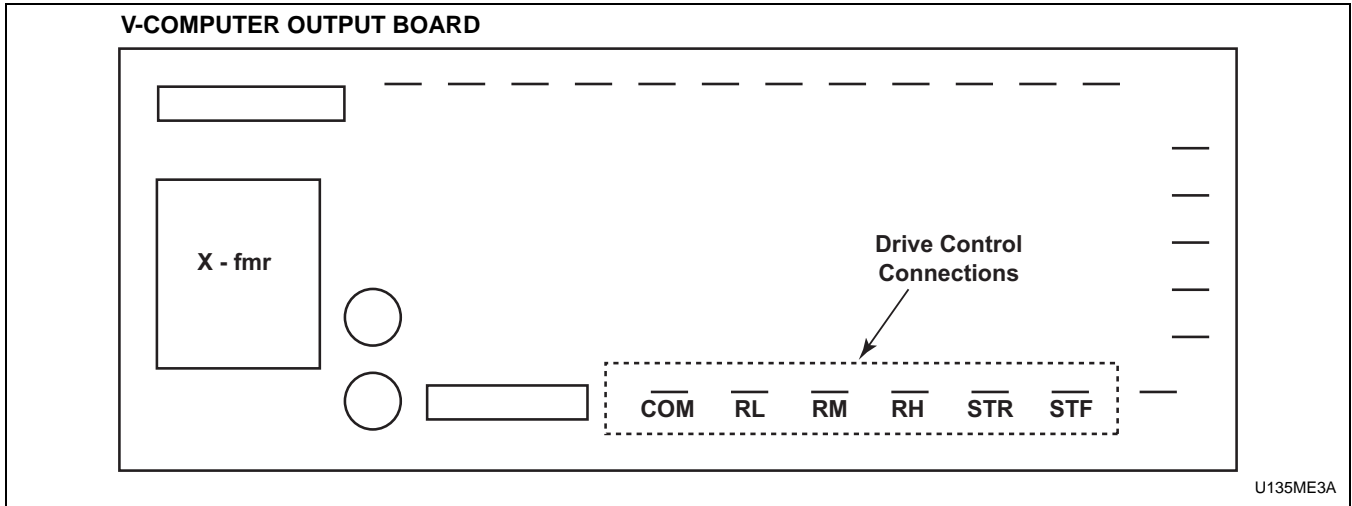 V-COMPUTER OUTPUT BOARD
X - fmr
Drive Control
Connections
COM RL RM RH STR STF
U135ME3A